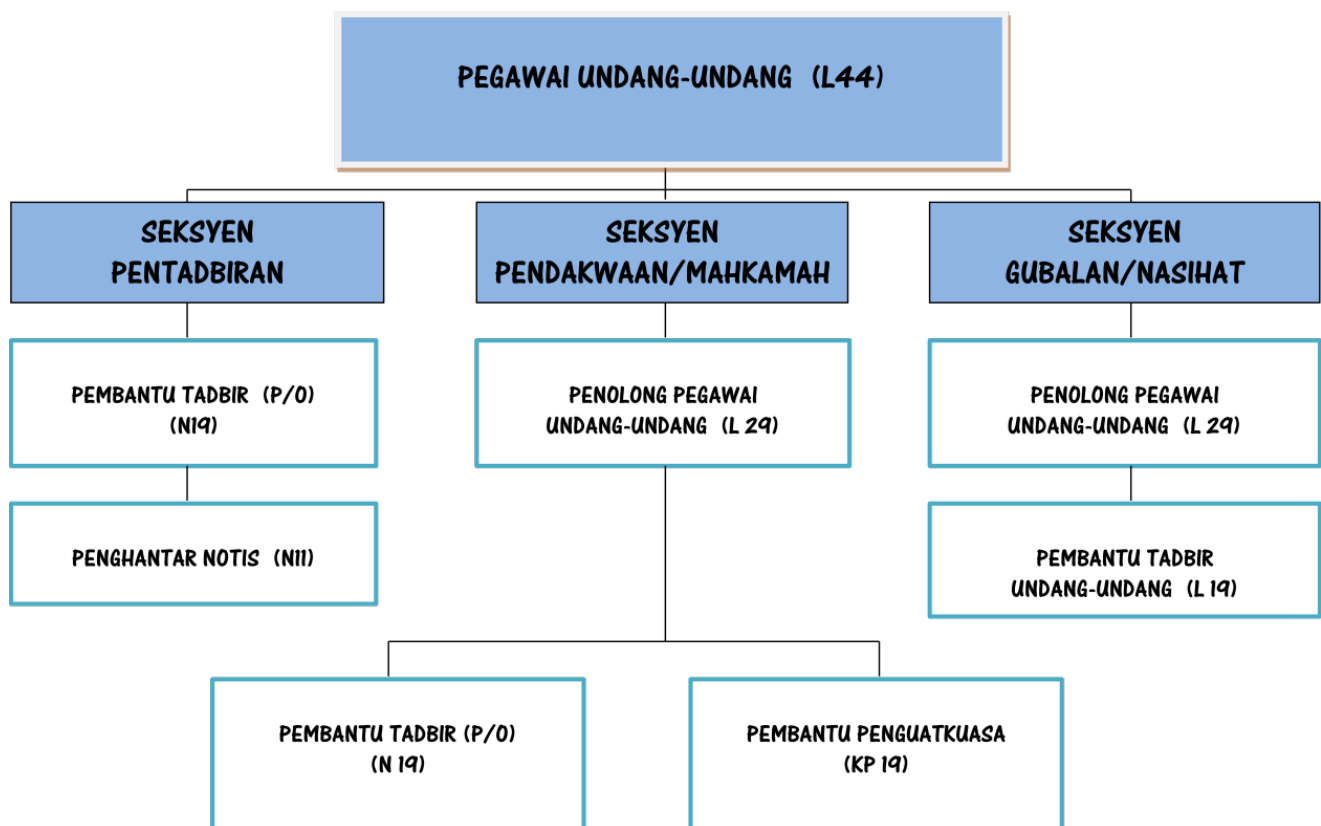 PEGAWAI UNDANG-UNDANG (L44)
SEKSYEN
PENTADBIRAN
SEKSYEN
PENDAKWAAN/MAHKAMAH
SEKSYEN
GUBALAN/NASIHAT
PEMBANTU TADBIR (P/O)
(N19)
PENOLONG PEGAWAI
UNDANG-UNDANG (L 29)
PENOLONG PEGAWAI
UNDANG-UNDANG (L 29)
PENGHANTAR NOTIS (N11)
PEMBANTU TADBIR
UNDANG-UNDANG (L 19)
PEMBANTU TADBIR (P/O)
(N 19)
PEMBANTU PENGUATKUASA
(KP 19)